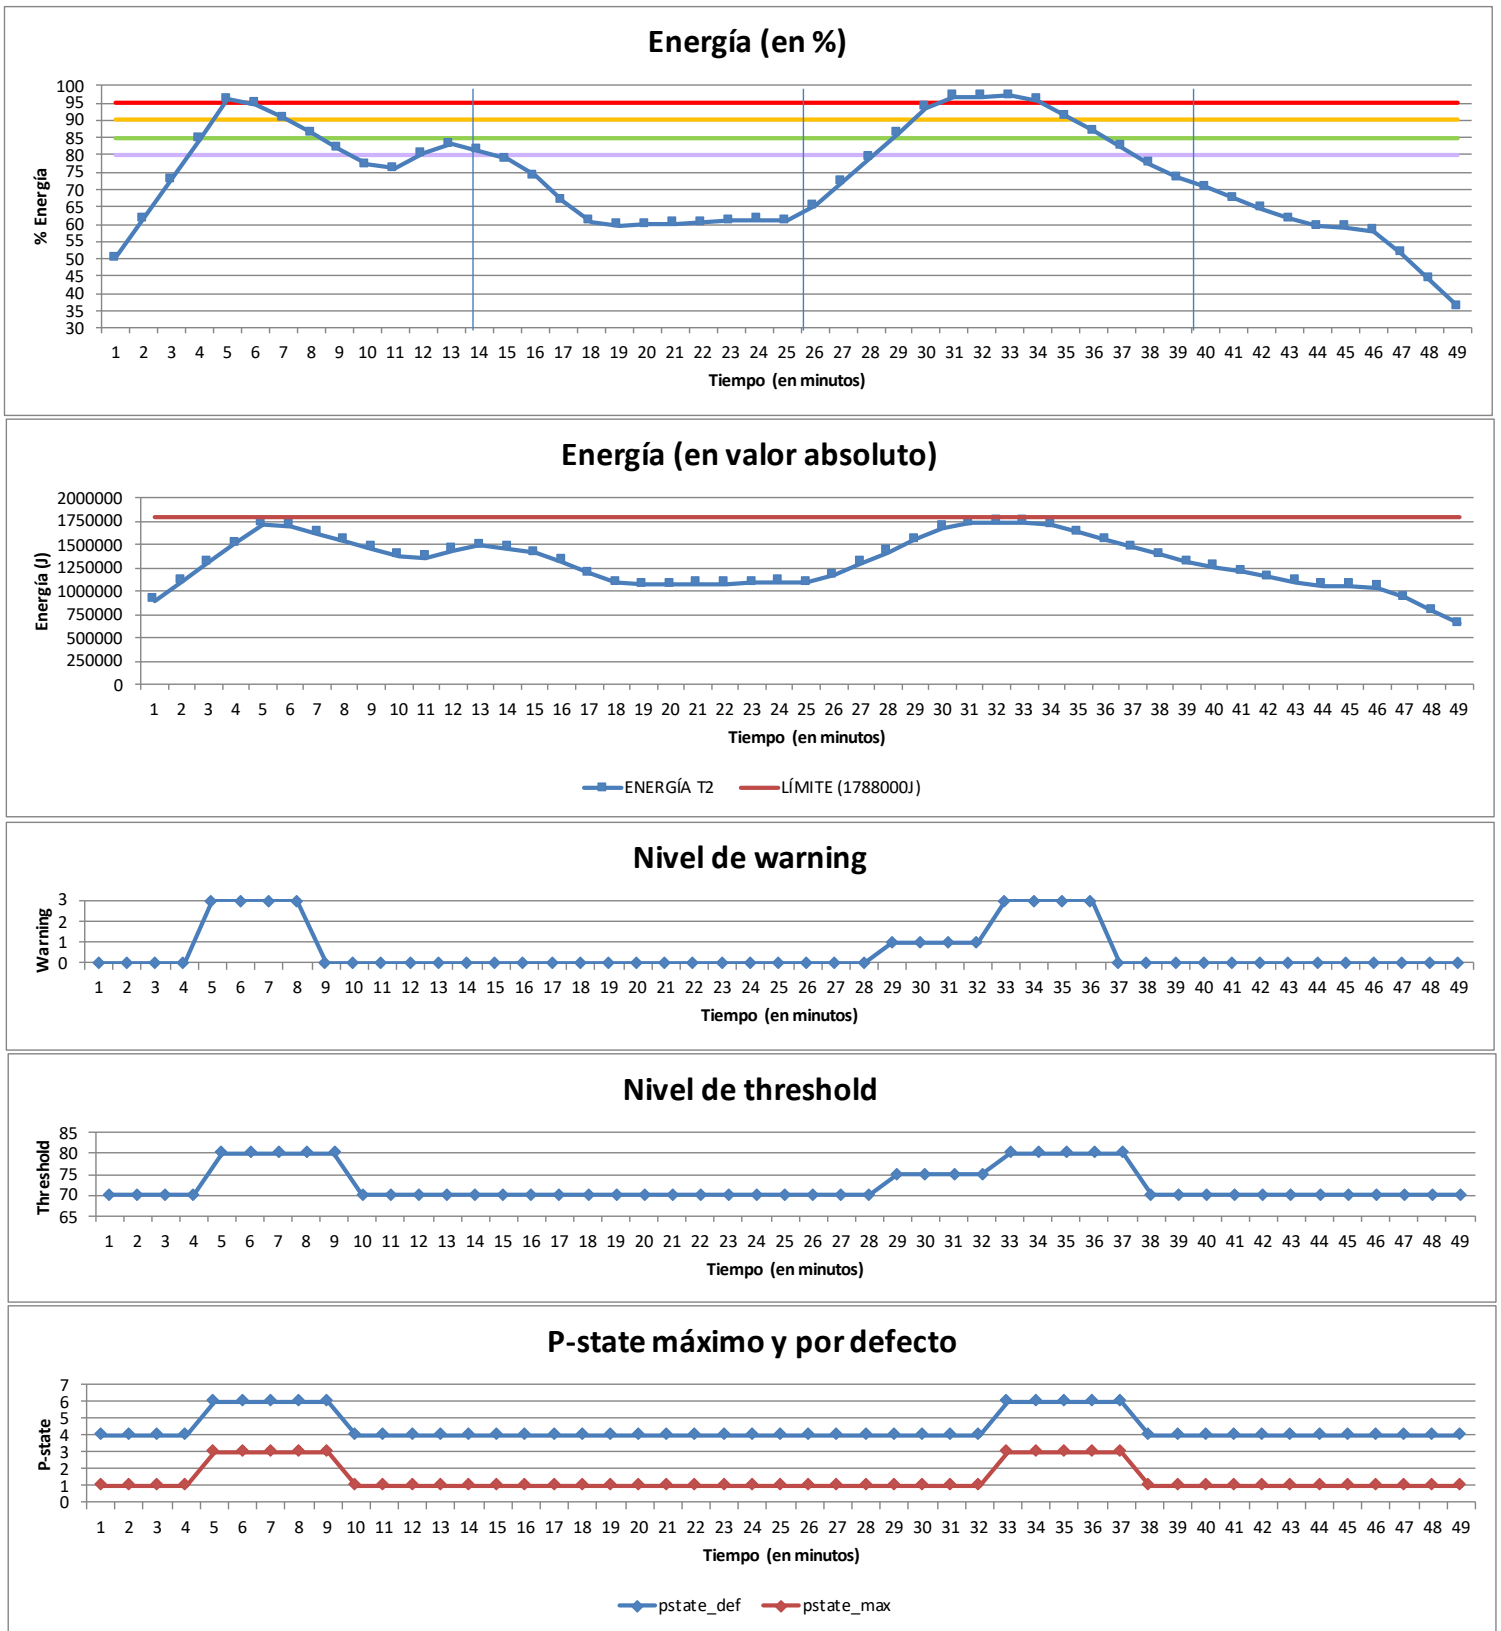 Energía (en %)
% Energía
100
95
90
85
80
75
70
65
60
55
50
45
40
35
30
1 2 3 4 5 6 7 8 9 10 11 12 13 14 15 16 17 18 19 20 21 22 23 24 25 26 27 28 29 30 31 32 33 34 35 36 37 38 39 40 41 42 43 44 45 46 47 48 49
Tiempo (en minutos)
Energía (en valor absoluto)
Energía (J)
2000000
1750000
1500000
1250000
1000000
750000
500000
250000
0
1 2 3 4 5 6 7 8 9 10 11 12 13 14 15 16 17 18 19 20 21 22 23 24 25 26 27 28 29 30 31 32 33 34 35 36 37 38 39 40 41 42 43 44 45 46 47 48 49
Tiempo (en minutos)
ENERGÍA T2 LÍMITE (1788000J)
Nivel de warning
Warning
3
2
1
0
1 2 3 4 5 6 7 8 9 10 11 12 13 14 15 16 17 18 19 20 21 22 23 24 25 26 27 28 29 30 31 32 33 34 35 36 37 38 39 40 41 42 43 44 45 46 47 48 49
Tiempo (en minutos)
Nivel de threshold
Threshold
85
80
75
70
65
1 2 3 4 5 6 7 8 9 10 11 12 13 14 15 16 17 18 19 20 21 22 23 24 25 26 27 28 29 30 31 32 33 34 35 36 37 38 39 40 41 42 43 44 45 46 47 48 49
Tiempo (en minutos)
P-state máximo y por defecto
P-state
7
6
5
4
3
2
1
0
1 2 3 4 5 6 7 8 9 10 11 12 13 14 15 16 17 18 19 20 21 22 23 24 25 26 27 28 29 30 31 32 33 34 35 36 37 38 39 40 41 42 43 44 45 46 47 48 49
Tiempo (en minutos)
pstate_def pstate_max